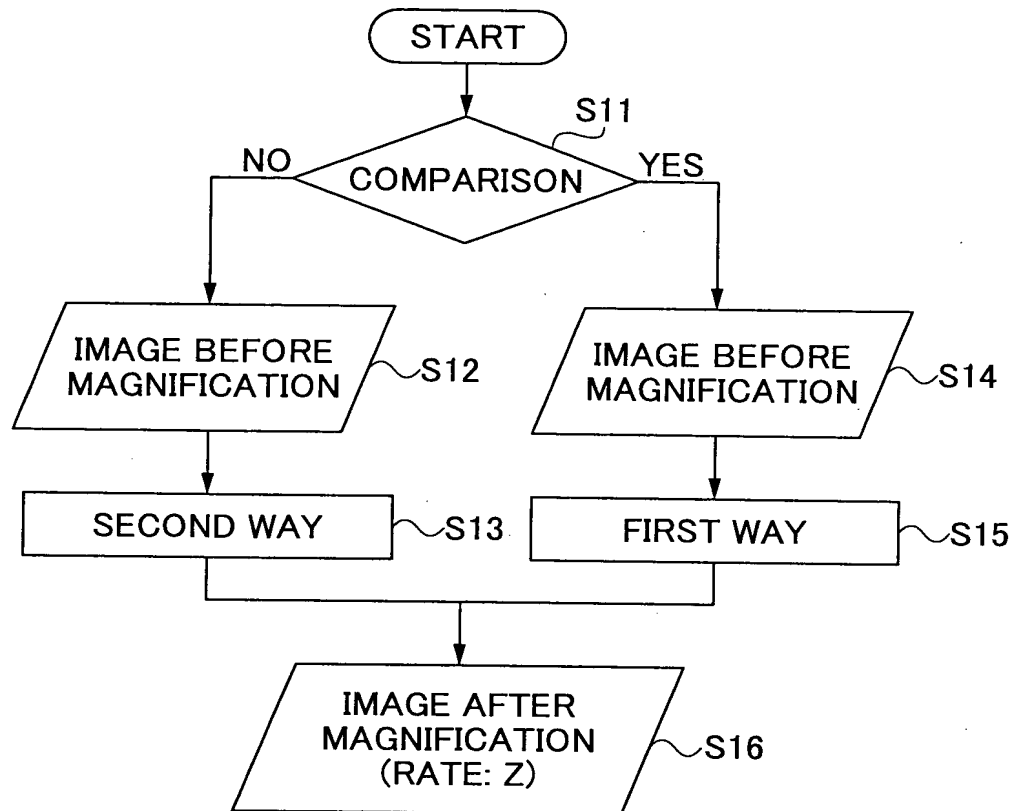 START
S11
NO
YES
COMPARISON
IMAGE BEFORE
MAGNIFICATION
S12
IMAGE BEFORE
MAGNIFICATION
S14
SECOND WAY
S13
FIRST WAY
S15
IMAGE AFTER
MAGNIFICATION
(RATE: Z)
S16